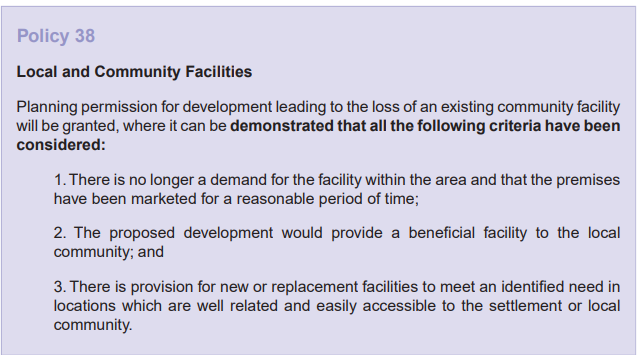 Policy 38
Local and Community Facilities
Planning permission for development leading to the loss of an existing community facility
will be granted, where it can be demonstrated that all the following criteria have been
considered:
1. There is no longer a demand for the facility within the area and that the premises
have been marketed for a reasonable period of time;
2. The proposed development would provide a beneficial facility to the local
community; and
3. There is provision for new or replacement facilities to meet an identified need in
locations which are well related and easily accessible to the settlement or local
community.